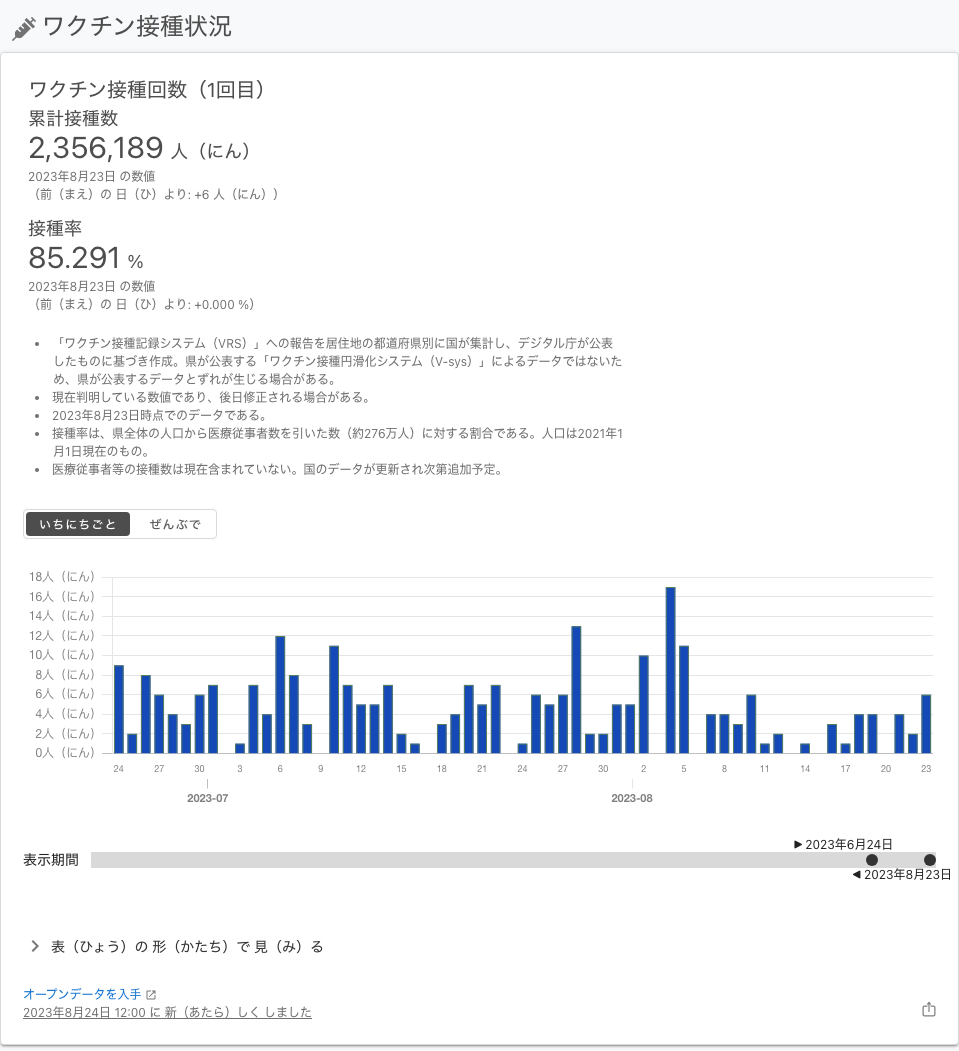 ワクチン接種状況
ワクチン接種回数（1回目）
累計接種数
2,356,189 人（にん）
2023年8月23日 の数値
（前（まえ）の 日（ひ）より: +6 人（にん））
接種率
85.291 %
2023年8月23日 の数値
（前（まえ）の 日（ひ）より: +0.000 %）
• 「ワクチン接種記録システム（VRS）」への報告を居住地の都道府県別に国が集計し、デジタル庁が公表
したものに基づき作成。県が公表する「ワクチン接種円滑化システム（V-sys）」によるデータではないた
め、県が公表するデータとずれが生じる場合がある。
• 現在判明している数値であり、後日修正される場合がある。
• 2023年8月23日時点でのデータである。
• 接種率は、県全体の人口から医療従事者数を引いた数（約276万人）に対する割合である。人口は2021年1
月1日現在のもの。
• 医療従事者等の接種数は現在含まれていない。国のデータが更新され次第追加予定。
いちにちごと ぜんぶで
18人（にん）
16人（にん）
14人（にん）
12人（にん）
10人（にん）
8人（にん）
6人（にん）
4人（にん）
2人（にん）
0人（にん）
24 27 30 3 6 9 12 15 18 21 24 27 30 2 5 8 11 14 17 20 23
2023-07 2023-08
▶ 2023年6月24日
表示期間
◀ 2023年8月23日
表（ひょう）の 形（かたち）で 見（み）る
オープンデータを入手
2023年8月24日 12:00 に 新（あたら）しく しました